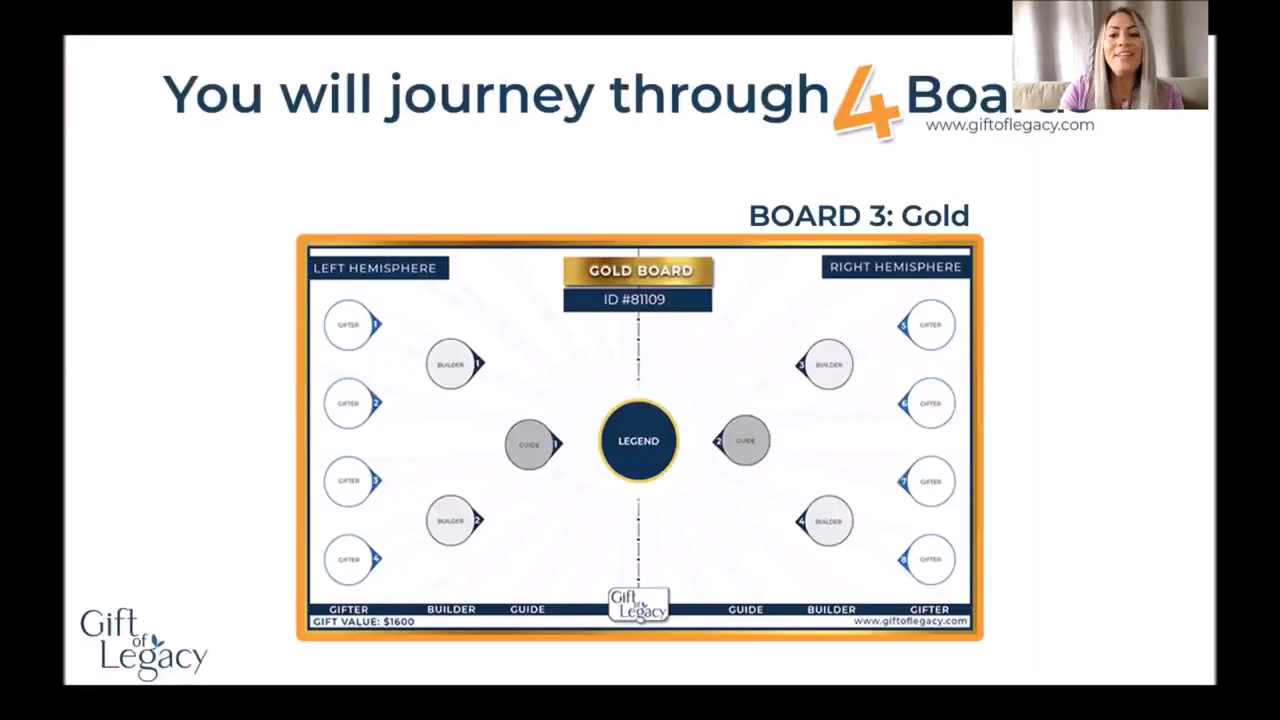 You will journey through 4 Boards
www.giftoflegacy.com
BOARD 3: Gold
LEFT HEMISPHERE
GOLD BOARD
RIGHT HEMISPHERE
ID #81109
GIFTER 1
5 GIFTER
BUILDER 1
3 BUILDER
GIFTER 2
6 GIFTER
GUIDE 1
LEGEND
2 GUIDE
GIFTER 3
7 GIFTER
BUILDER 2
4 BUILDER
GIFTER 4
8 GIFTER
Gift of Legacy
GIFTER BUILDER GUIDE
GUIDE BUILDER GIFTER
GIFT VALUE: $1600
www.giftoflegacy.com
Gift
of
Legacy